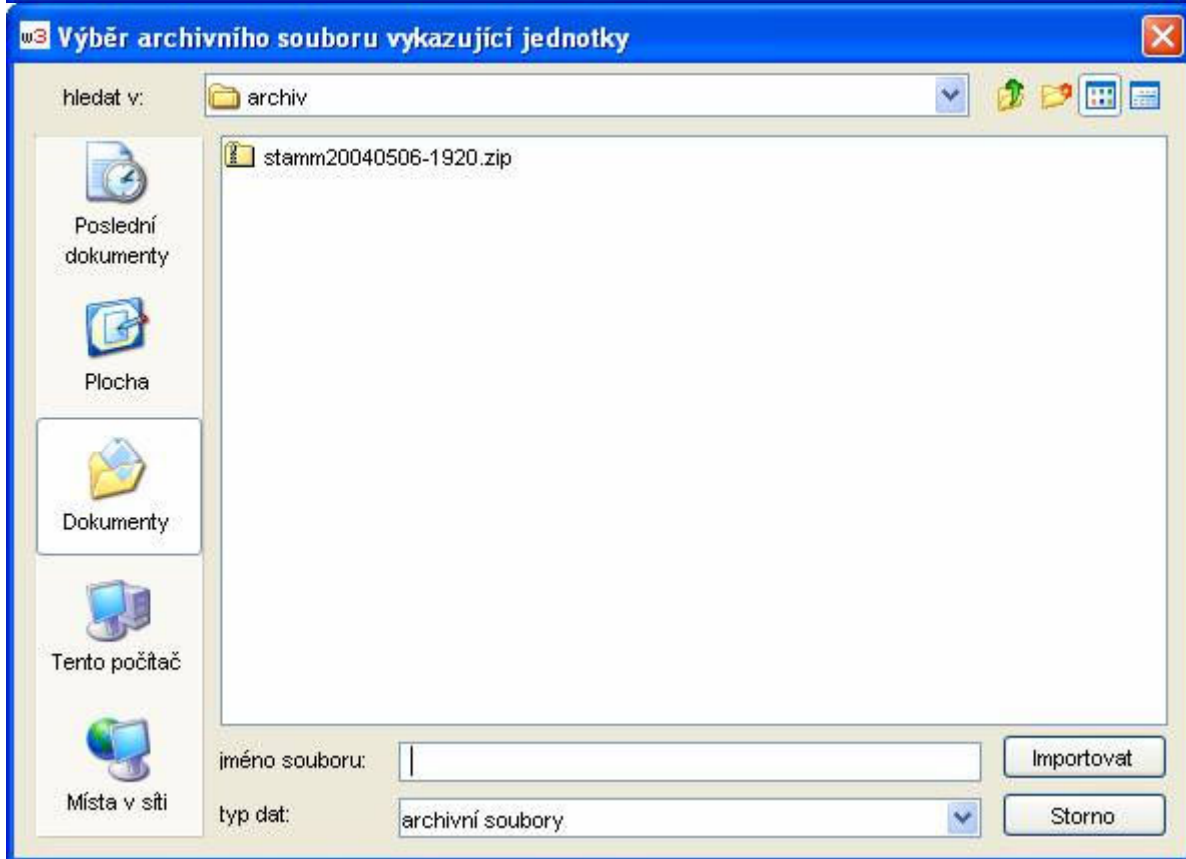 w3 Výběr archivního souboru vykazující jednotky
hledat v: archiv
stamm20040506-1920.zip
Poslední
dokumenty
Plocha
Dokumenty
Tento počítač
Místa v síti
jméno souboru:
Importovat
typ dat: archivní soubory
Storno